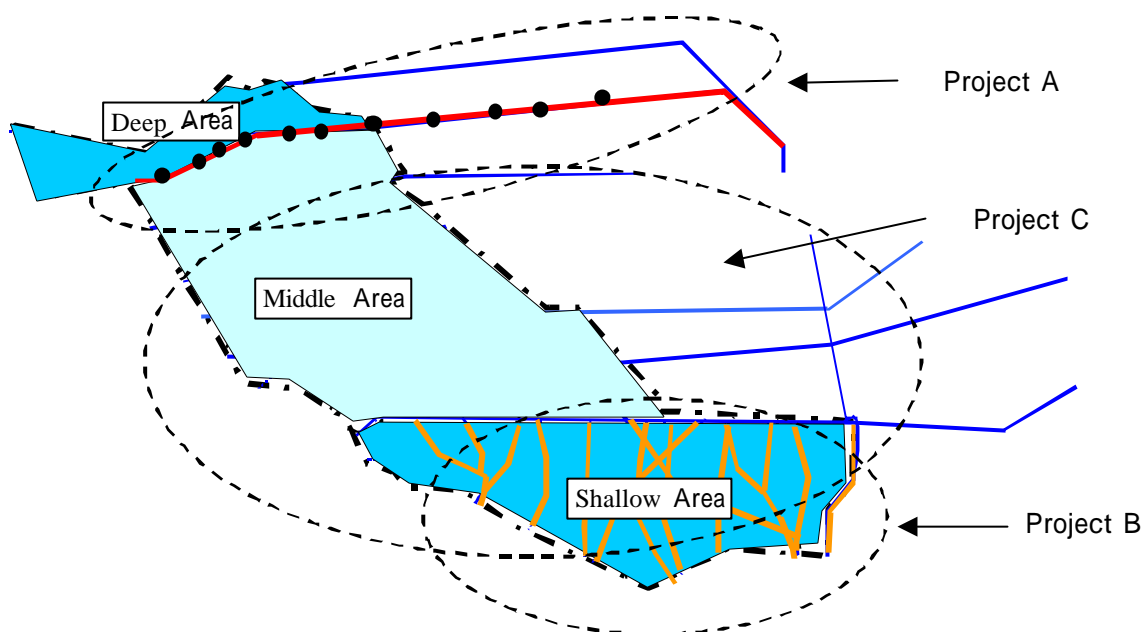 Project A
Deep Area
Project C
Middle Area
Shallow Area
Project B